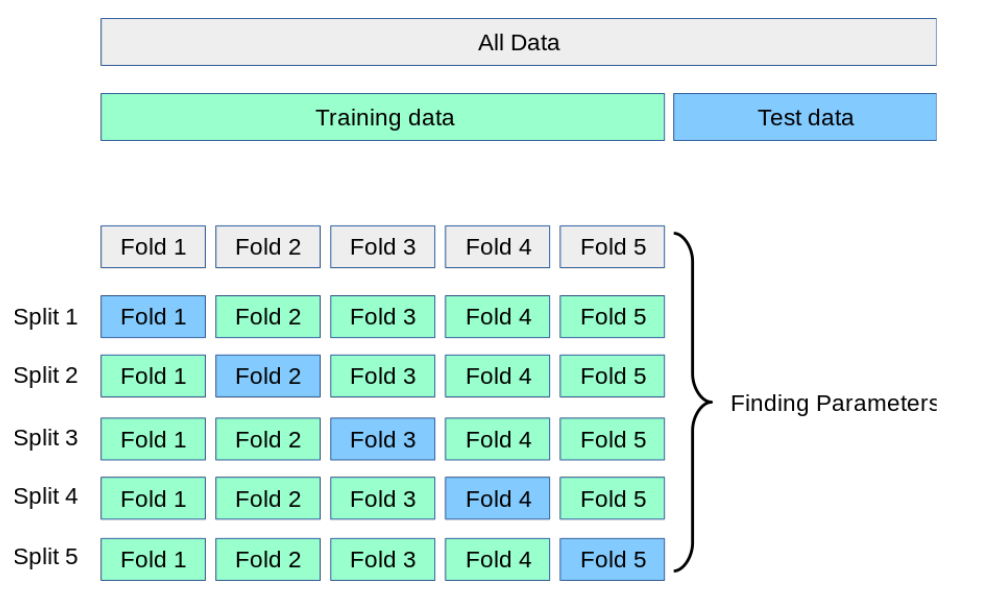 All Data
Training data Test data
Fold 1 Fold 2 Fold 3 Fold 4 Fold 5
Split 1 Fold 1 Fold 2 Fold 3 Fold 4 Fold 5
Split 2 Fold 1 Fold 2 Fold 3 Fold 4 Fold 5
Finding Parameters
Split 3 Fold 1 Fold 2 Fold 3 Fold 4 Fold 5
Split 4 Fold 1 Fold 2 Fold 3 Fold 4 Fold 5
Split 5 Fold 1 Fold 2 Fold 3 Fold 4 Fold 5